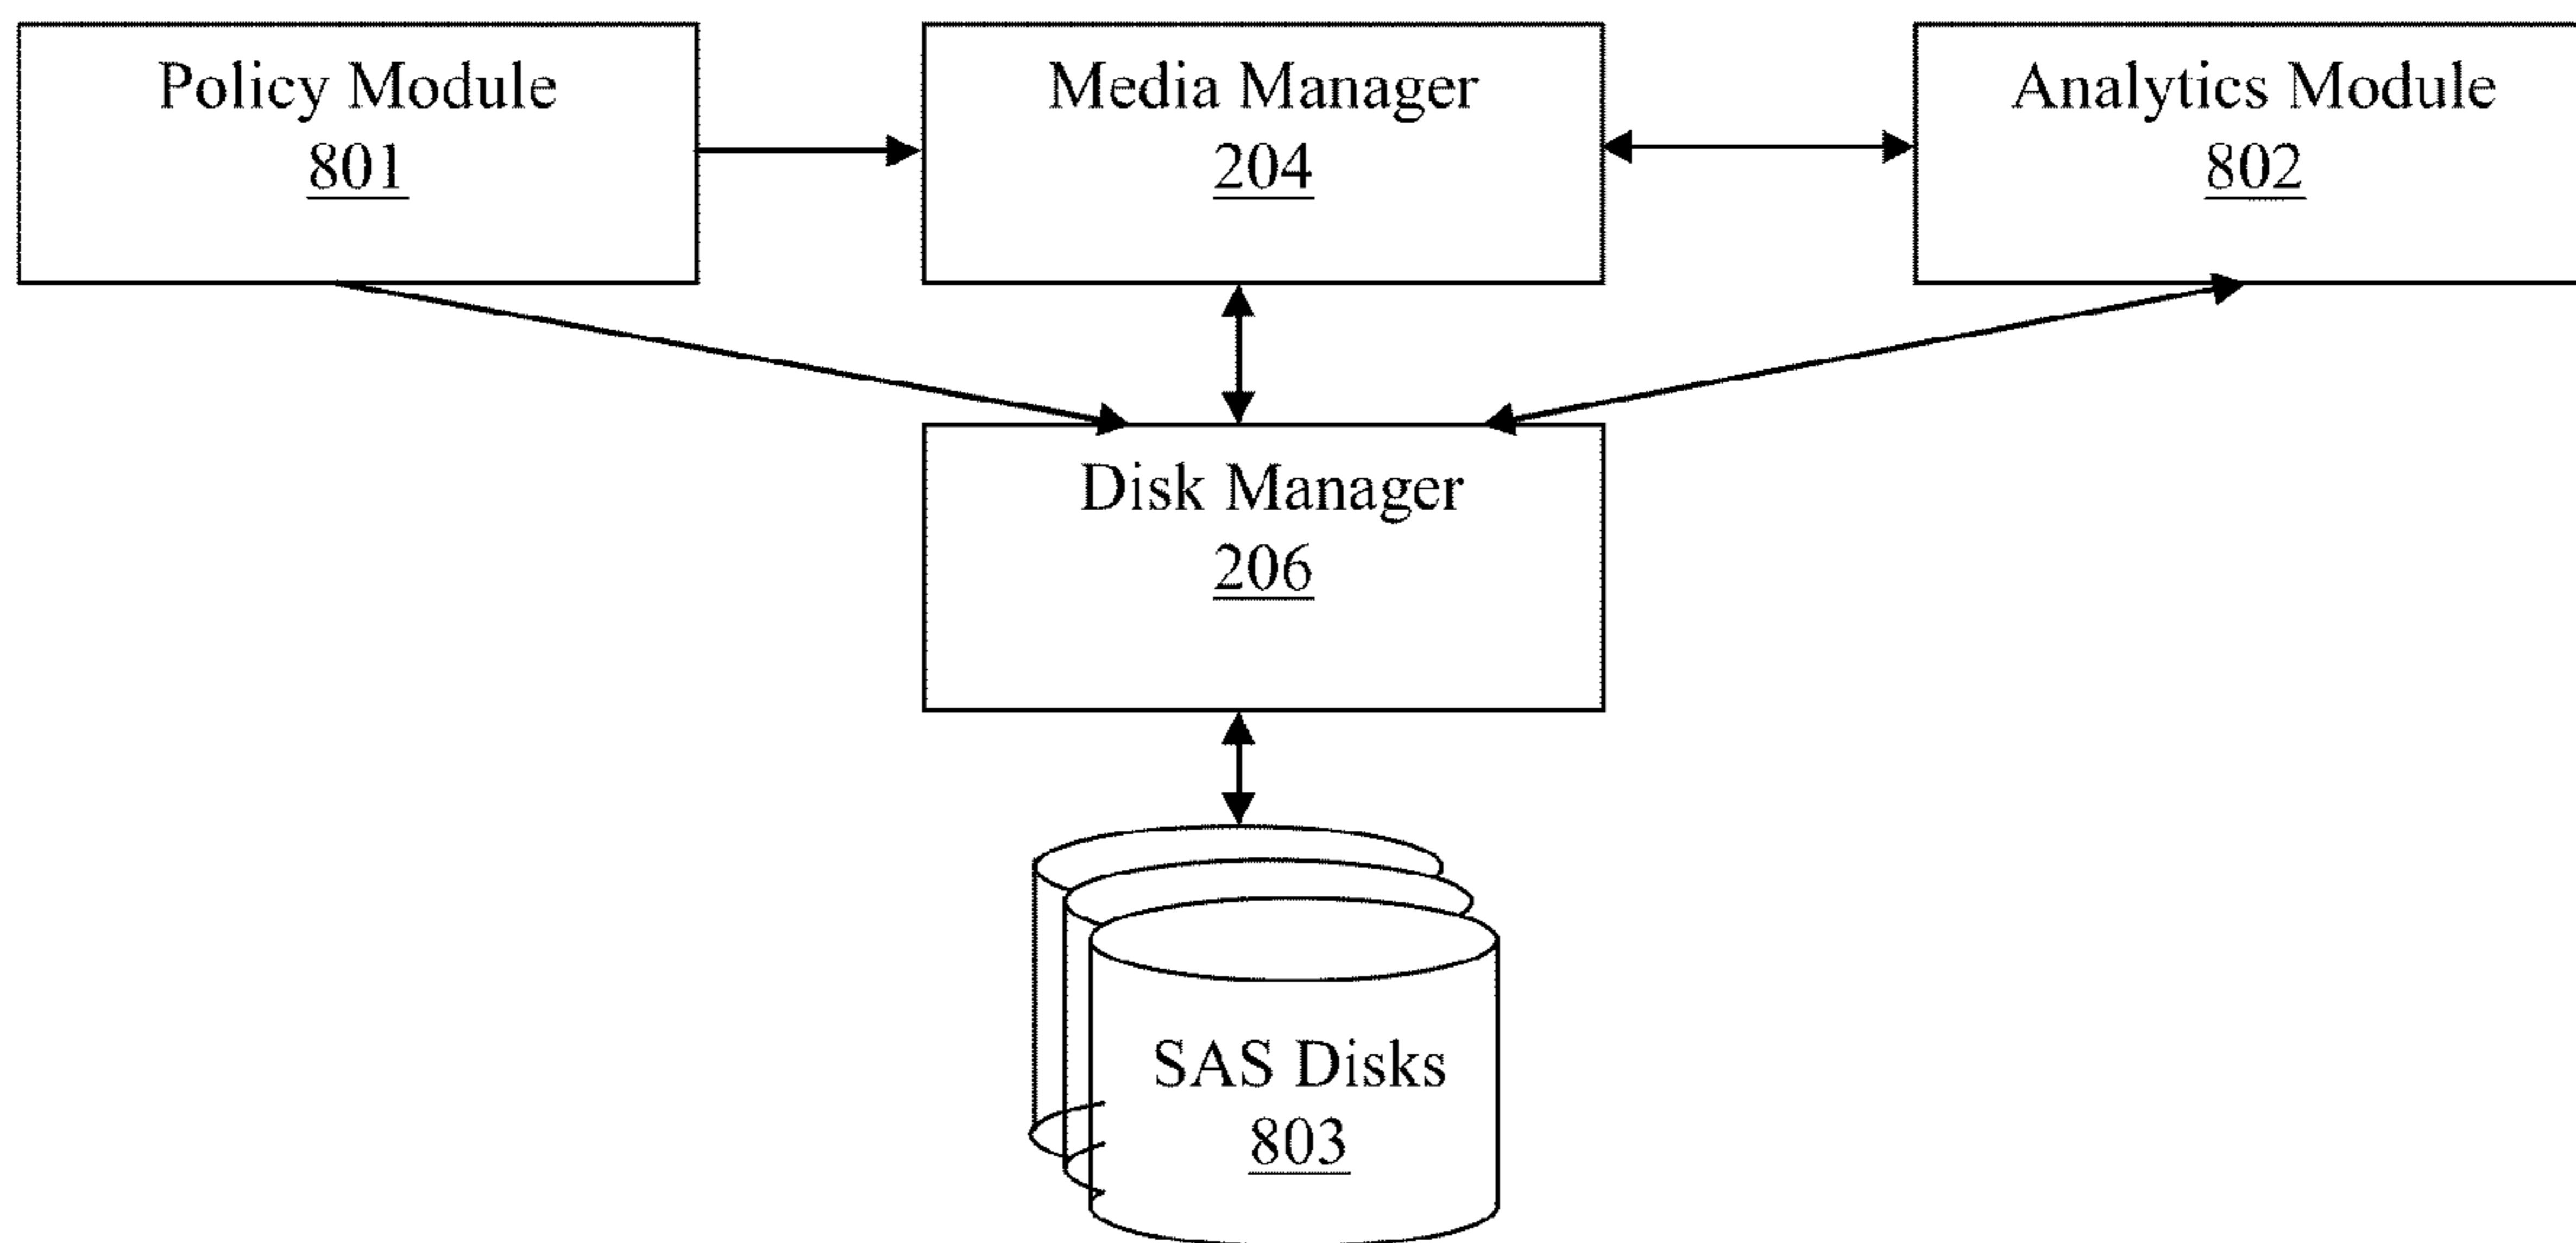 Policy Module
801
Media Manager
204
Analytics Module
802
Disk Manager
206
SAS Disks
803